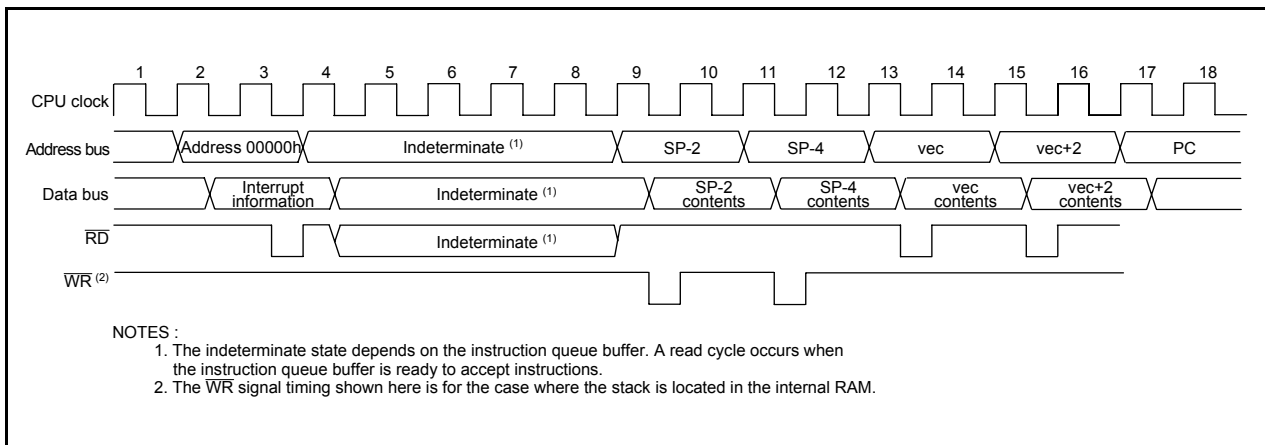 1 2 3 4 5 6 7 8 9 10 11 12 13 14 15 16 17 18
CPU clock
Address bus Address 00000h Indeterminate (1) SP-2 SP-4 vec vec+2 PC
Data bus Interrupt information Indeterminate (1) SP-2 contents SP-4 contents vec contents vec+2 contents
RD Indeterminate (1)
WR (2)
NOTES :
1. The indeterminate state depends on the instruction queue buffer. A read cycle occurs when
the instruction queue buffer is ready to accept instructions.
2. The WR signal timing shown here is for the case where the stack is located in the internal RAM.